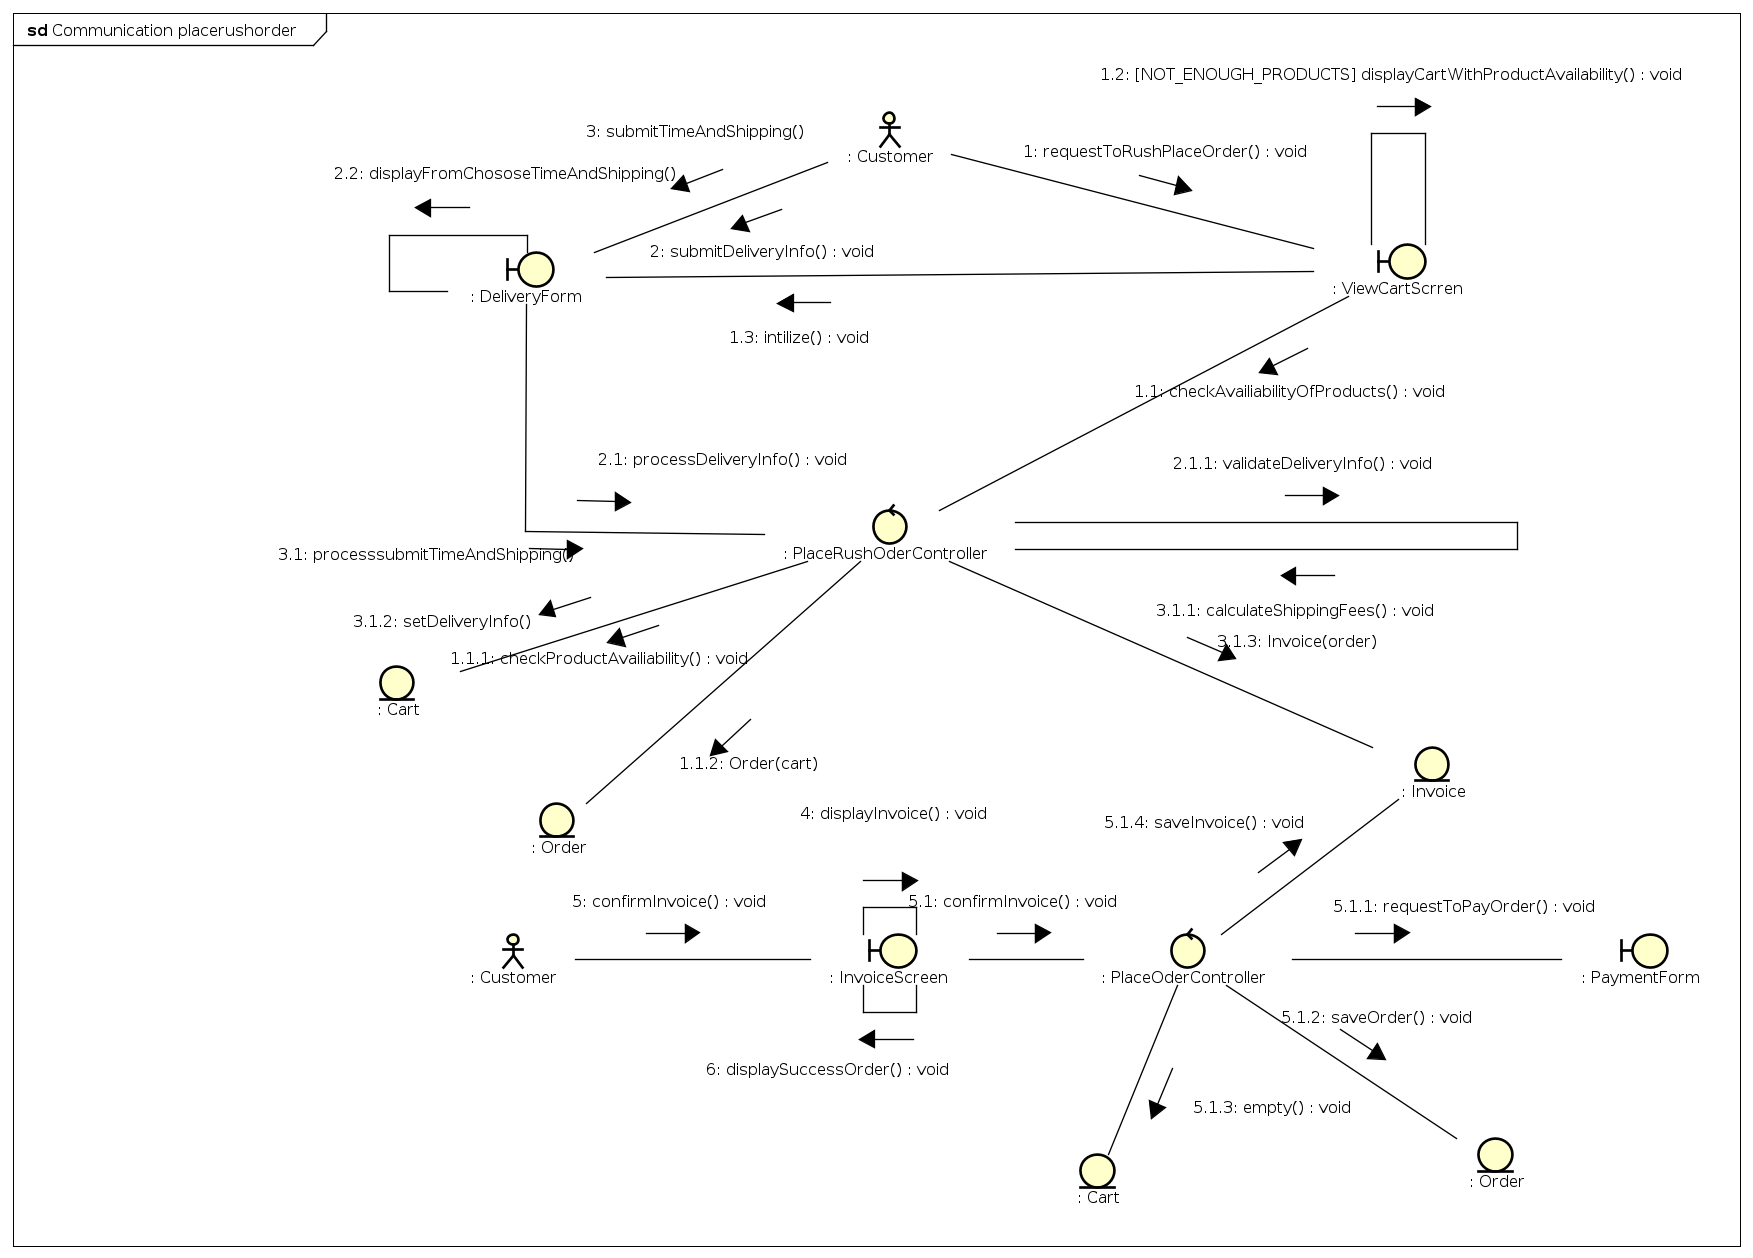 sd Communication placerushorder
1.2: [NOT_ENOUGH_PRODUCTS] displayCartWithProductAvailability() : void
3: submitTimeAndShipping()
: Customer
1: requestToRushPlaceOrder() : void
2.2: displayFromChososeTimeAndShipping()
2: submitDeliveryInfo() : void
: DeliveryForm
: ViewCartScrren
1.3: intilize() : void
1.1: checkAvailiabilityOfProducts() : void
2.1: processDeliveryInfo() : void
2.1.1: validateDeliveryInfo() : void
3.1: processsubmitTimeAndShipping()
: PlaceRushOderController
3.1.1: calculateShippingFees() : void
3.1.2: setDeliveryInfo()
3.1.3: Invoice(order)
1.1.1: checkProductAvailiability() : void
: Cart
1.1.2: Order(cart)
: Invoice
4: displayInvoice() : void
5.1.4: saveInvoice() : void
: Order
5: confirmInvoice() : void
5.1: confirmInvoice() : void
5.1.1: requestToPayOrder() : void
: Customer
: InvoiceScreen
: PlaceOderController
: PaymentForm
5.1.2: saveOrder() : void
6: displaySuccessOrder() : void
5.1.3: empty() : void
: Order
: Cart